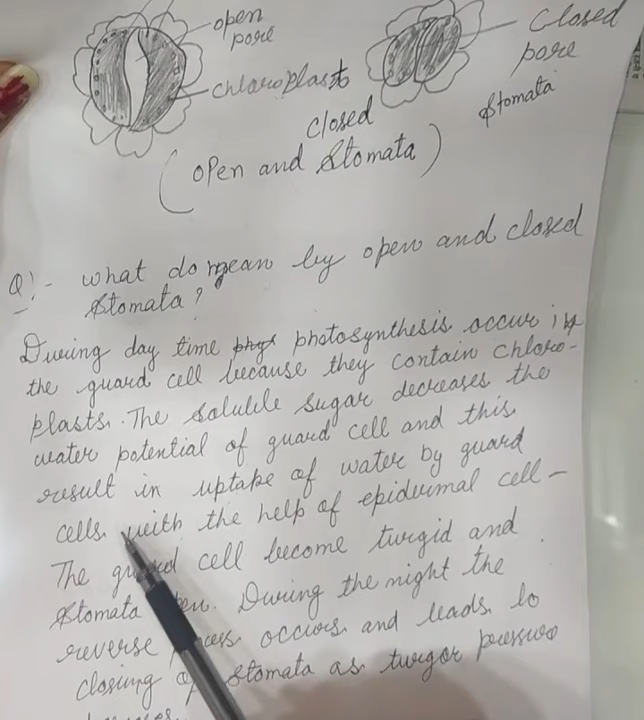 open
pore
chloroplast
closed
pore
stomata
closed
(open and stomata)
Q:- what do mean by open and closed
stomata?
During day time photosynthesis occur in
the guard cell because they contain chloro-
plasts. The soluble sugar decreases the
water potential of guard cell and this
result in uptake of water by guard
cells with the help of epidermal cell -
The cell become turgid and
stomata During the night the
reverse occurs and leads to
closing of stomata as turgor pressure